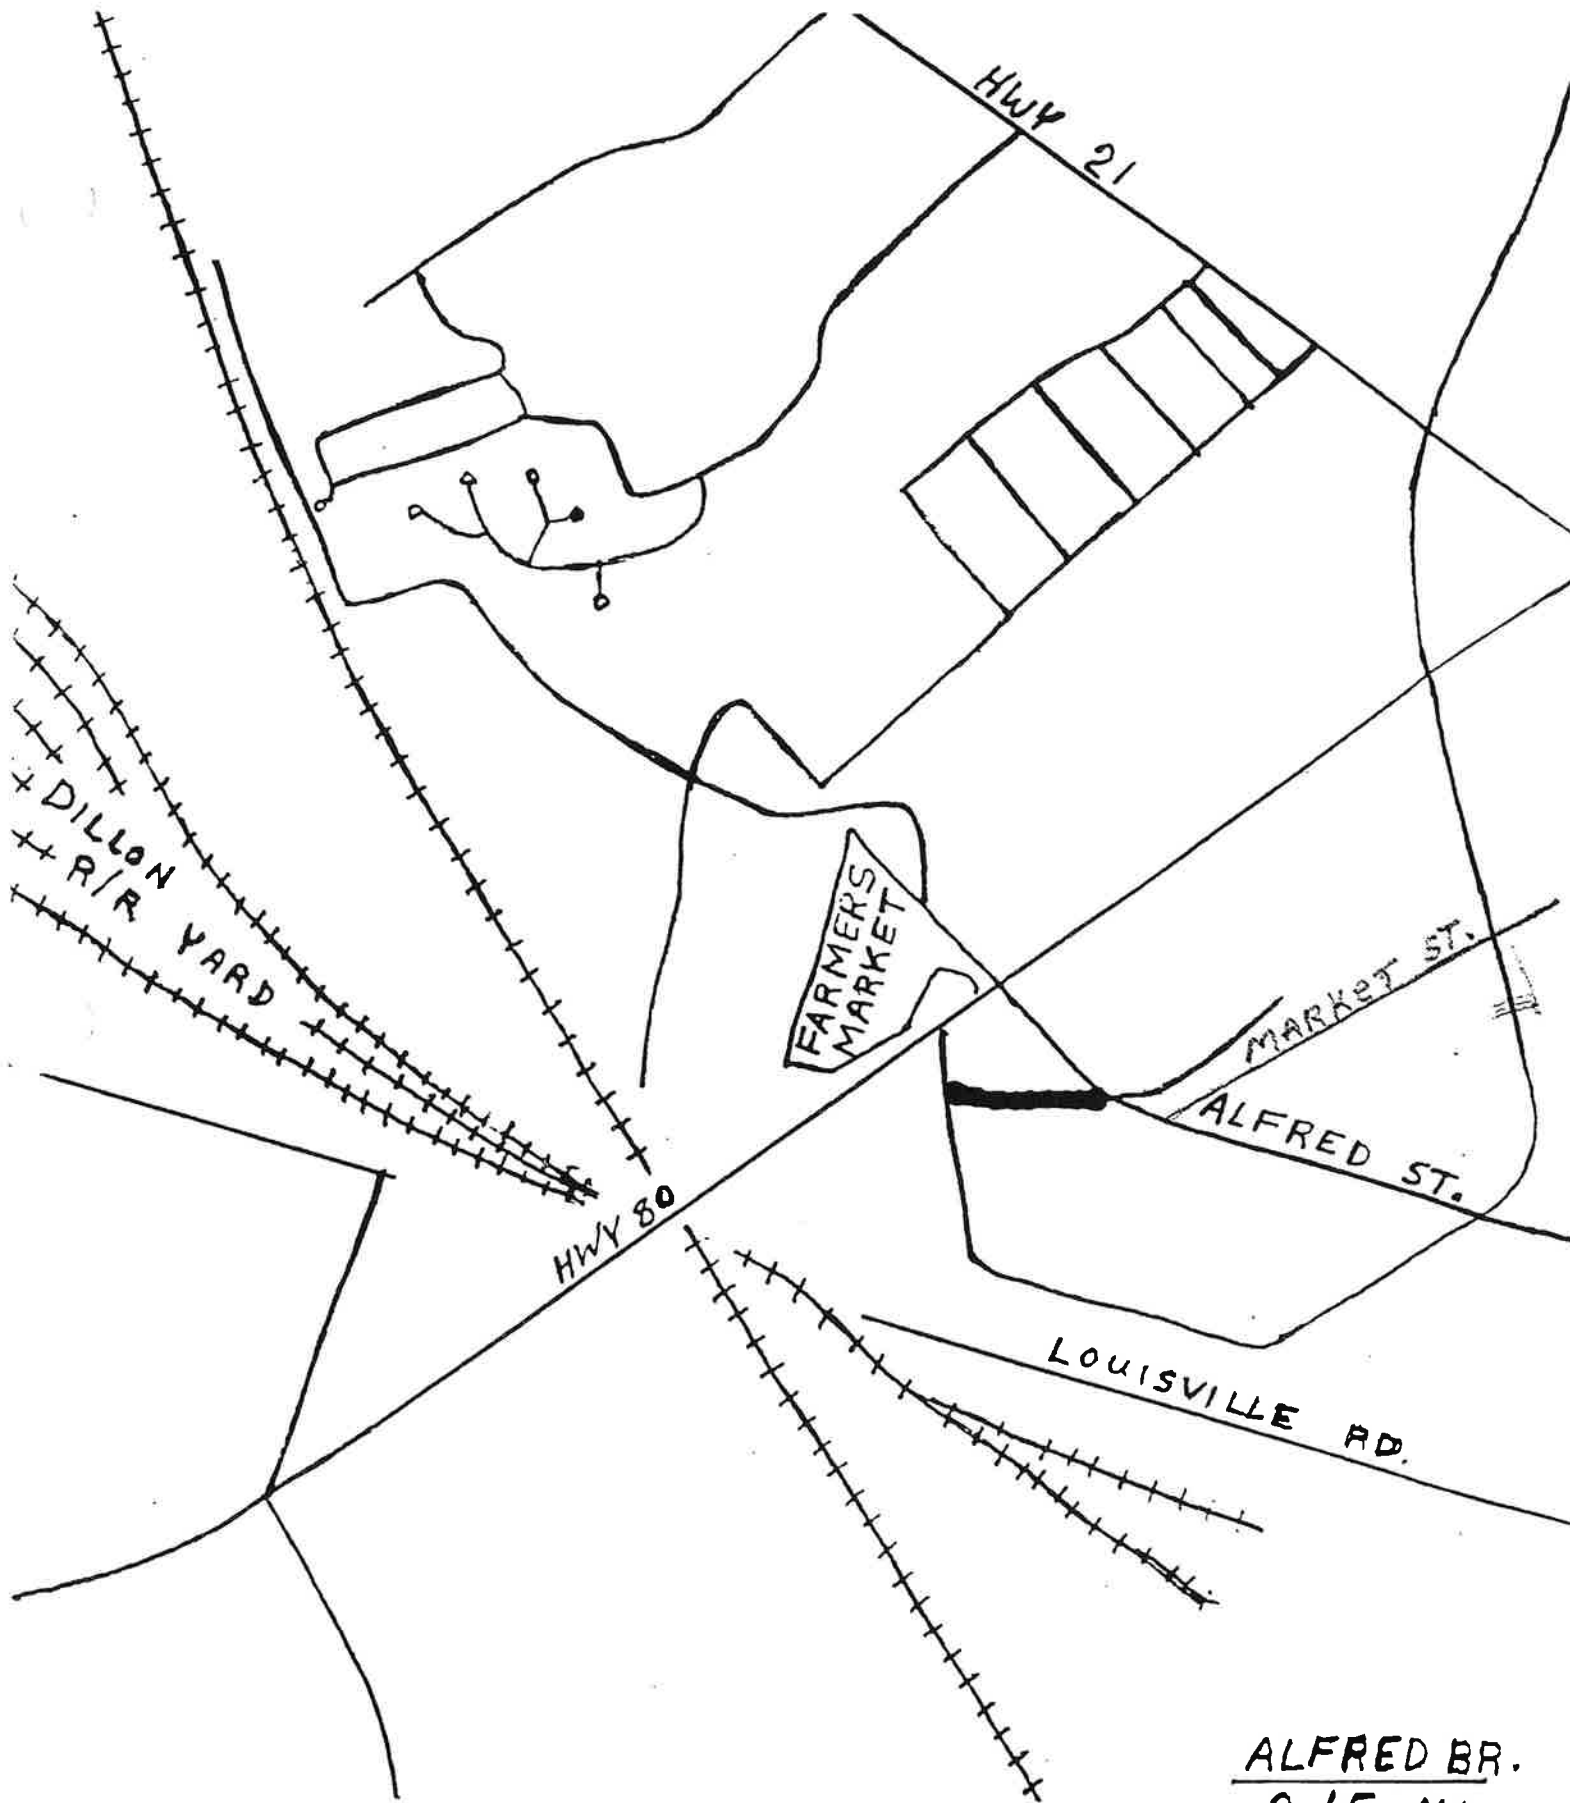 HWY 21
DILLON
R/R YARD
FARMERS
MARKET
MARKET ST.
ALFRED ST.
HWY 80
LOUISVILLE RD.
ALFRED BR.